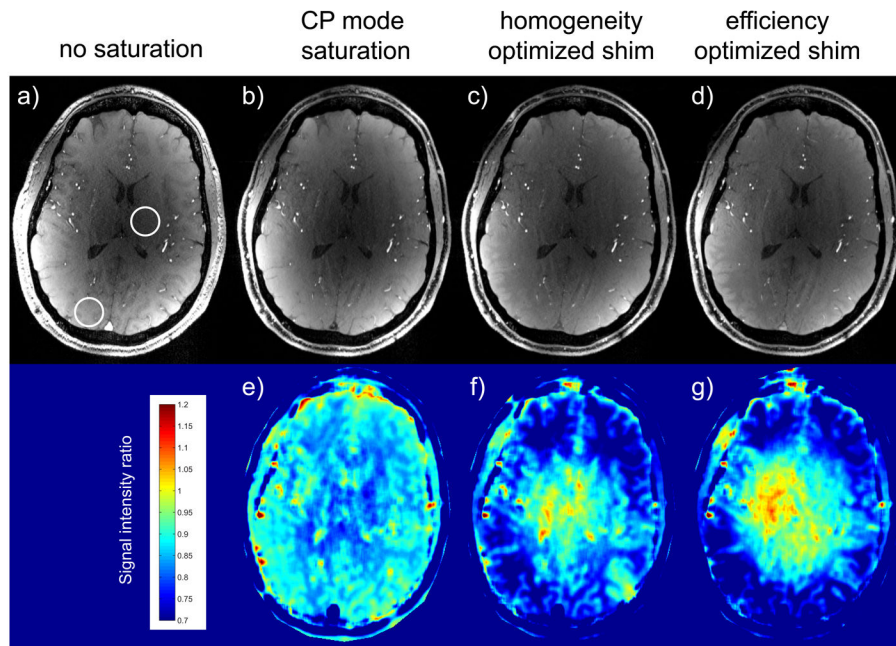 no saturation
CP mode
saturation
homogeneity
optimized shim
efficiency
optimized shim
a)
b)
c)
d)
e)
f)
g)
Signal intensity ratio
1.2
1.15
1.1
1.05
1
0.95
0.9
0.85
0.8
0.75
0.7